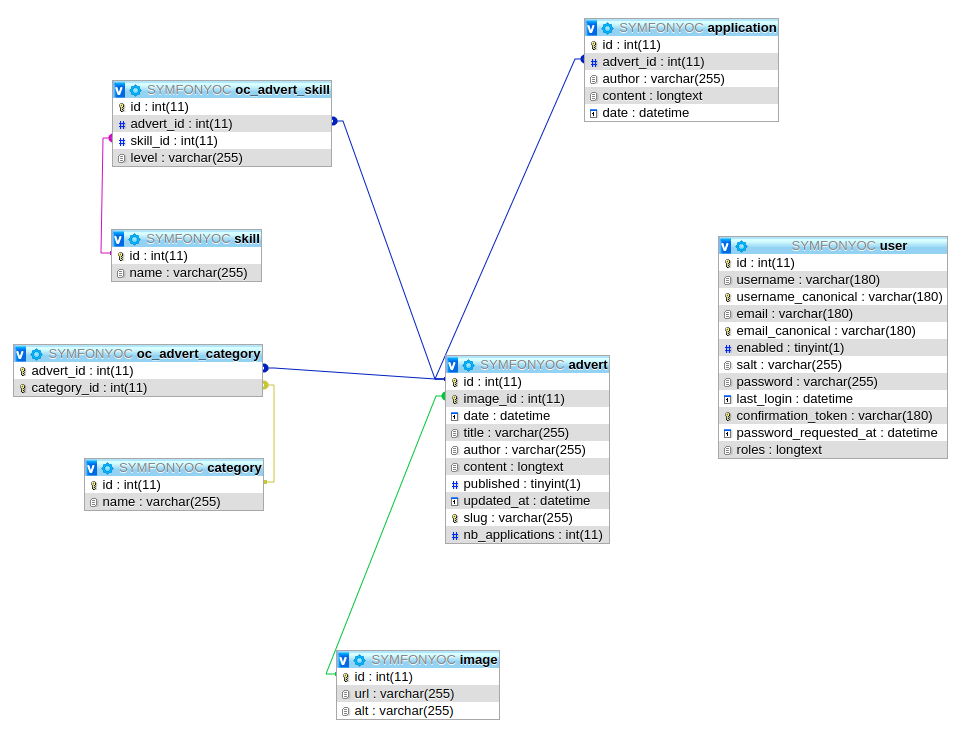 SYMFONYOC application
id : int(11)
advert_id : int(11)
author : varchar(255)
content : longtext
date : datetime
SYMFONYOC oc_advert_skill
id : int(11)
advert_id : int(11)
skill_id : int(11)
level : varchar(255)
SYMFONYOC skill
id : int(11)
name : varchar(255)
SYMFONYOC user
id : int(11)
username : varchar(180)
username_canonical : varchar(180)
email : varchar(180)
email_canonical : varchar(180)
enabled : tinyint(1)
salt : varchar(255)
password : varchar(255)
last_login : datetime
confirmation_token : varchar(180)
password_requested_at : datetime
roles : longtext
SYMFONYOC oc_advert_category
advert_id : int(11)
category_id : int(11)
SYMFONYOC advert
id : int(11)
image_id : int(11)
date : datetime
title : varchar(255)
author : varchar(255)
content : longtext
published : tinyint(1)
updated_at : datetime
slug : varchar(255)
nb_applications : int(11)
SYMFONYOC category
id : int(11)
name : varchar(255)
SYMFONYOC image
id : int(11)
url : varchar(255)
alt : varchar(255)